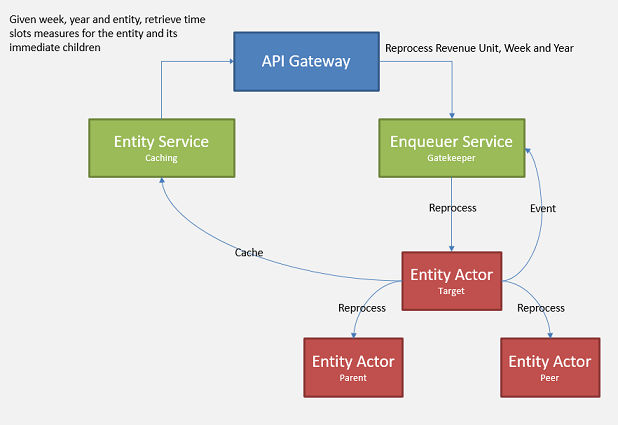 Given week, year and entity, retrieve time
slots measures for the entity and its
immediate children
API Gateway
Reprocess Revenue Unit, Week and Year
Entity Service
Caching
Enqueuer Service
Gatekeeper
Reprocess
Event
Cache
Entity Actor
Target
Reprocess
Reprocess
Entity Actor
Parent
Entity Actor
Peer